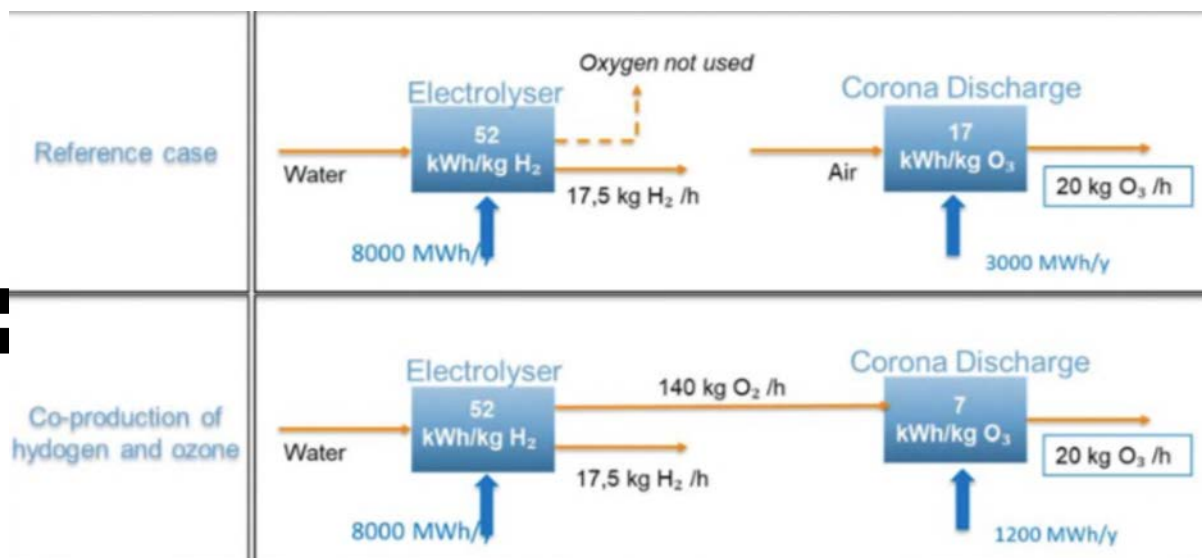 Reference case
Oxygen not used
Electrolyser
52
kWh/kg H₂
Water
17,5 kg H₂ /h
8000 MWh/y
Corona Discharge
17
kWh/kg O₃
Air
20 kg O₃ /h
3000 MWh/y
Co-production of
hydogen and ozone
Electrolyser
52
kWh/kg H₂
Water
140 kg O₂ /h
17,5 kg H₂ /h
8000 MWh/y
Corona Discharge
7
kWh/kg O₃
20 kg O₃ /h
1200 MWh/y